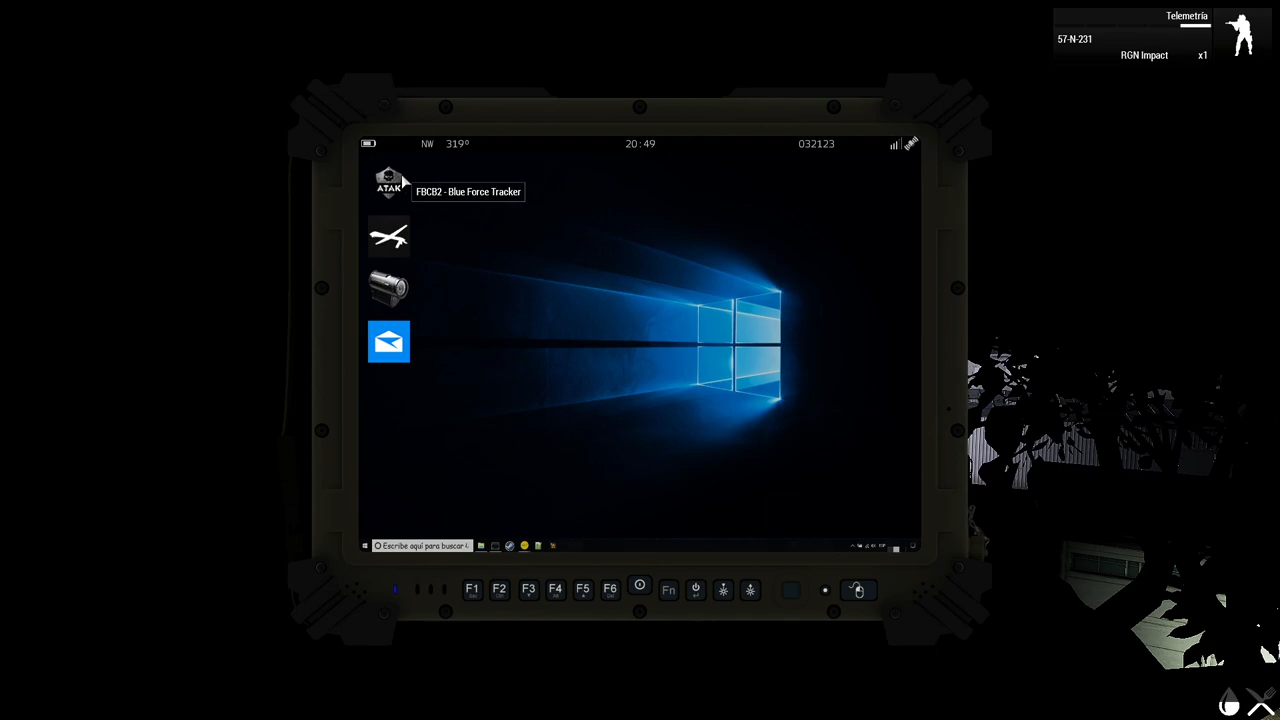 Telemetría
57-N-231
RGN Impact x1
NW 319º 20:49 032123
ATAK
FBCB2 - Blue Force Tracker
Escribe aquí para buscar
F1 F2 F3 F4 F5 F6 Fn